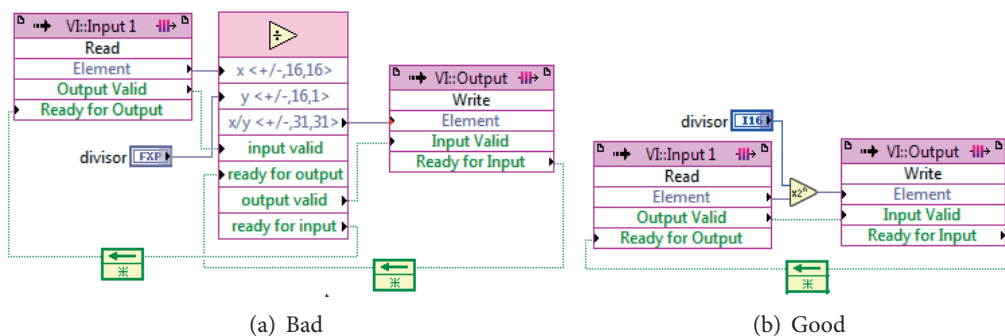 VI::Input 1
Read
Element
Output Valid
Ready for Output
divisor
FXP
÷
x <+/-,16,16>
y <+/-,16,1>
x/y <+/-,31,31>
input valid
ready for output
output valid
ready for input
VI::Output
Write
Element
Input Valid
Ready for Input
(a) Bad
divisor
I16
VI::Input 1
Read
Element
Output Valid
Ready for Output
x2ⁿ
VI::Output
Write
Element
Input Valid
Ready for Input
(b) Good